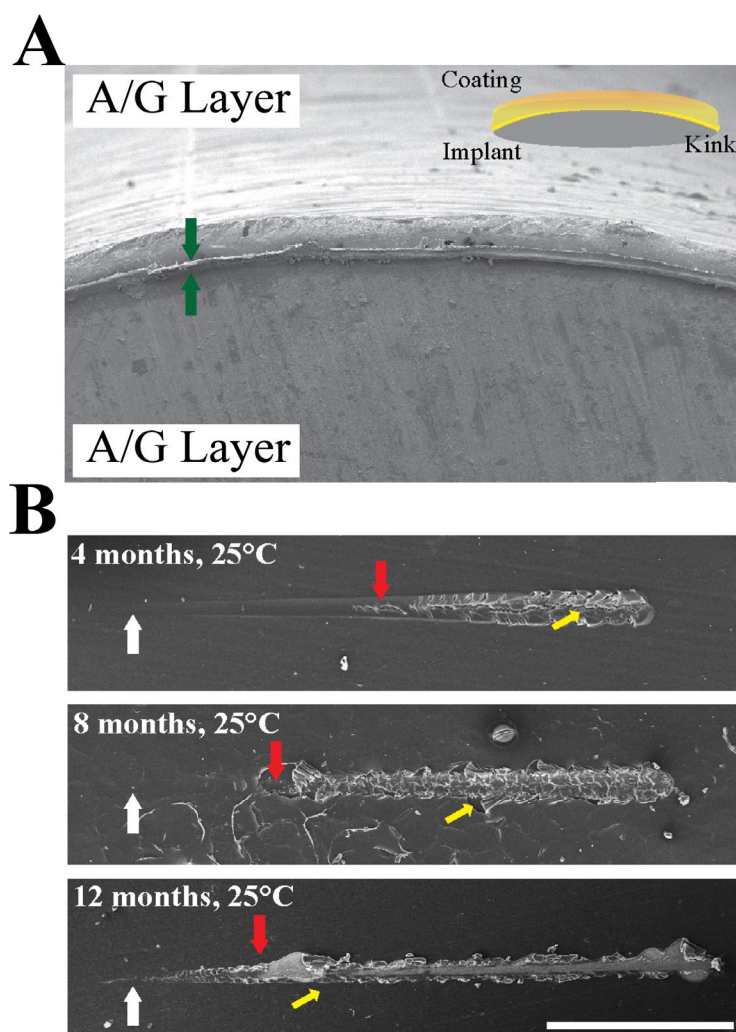 A
A/G Layer
Coating
Implant
Kink
A/G Layer
B
4 months, 25°C
8 months, 25°C
12 months, 25°C